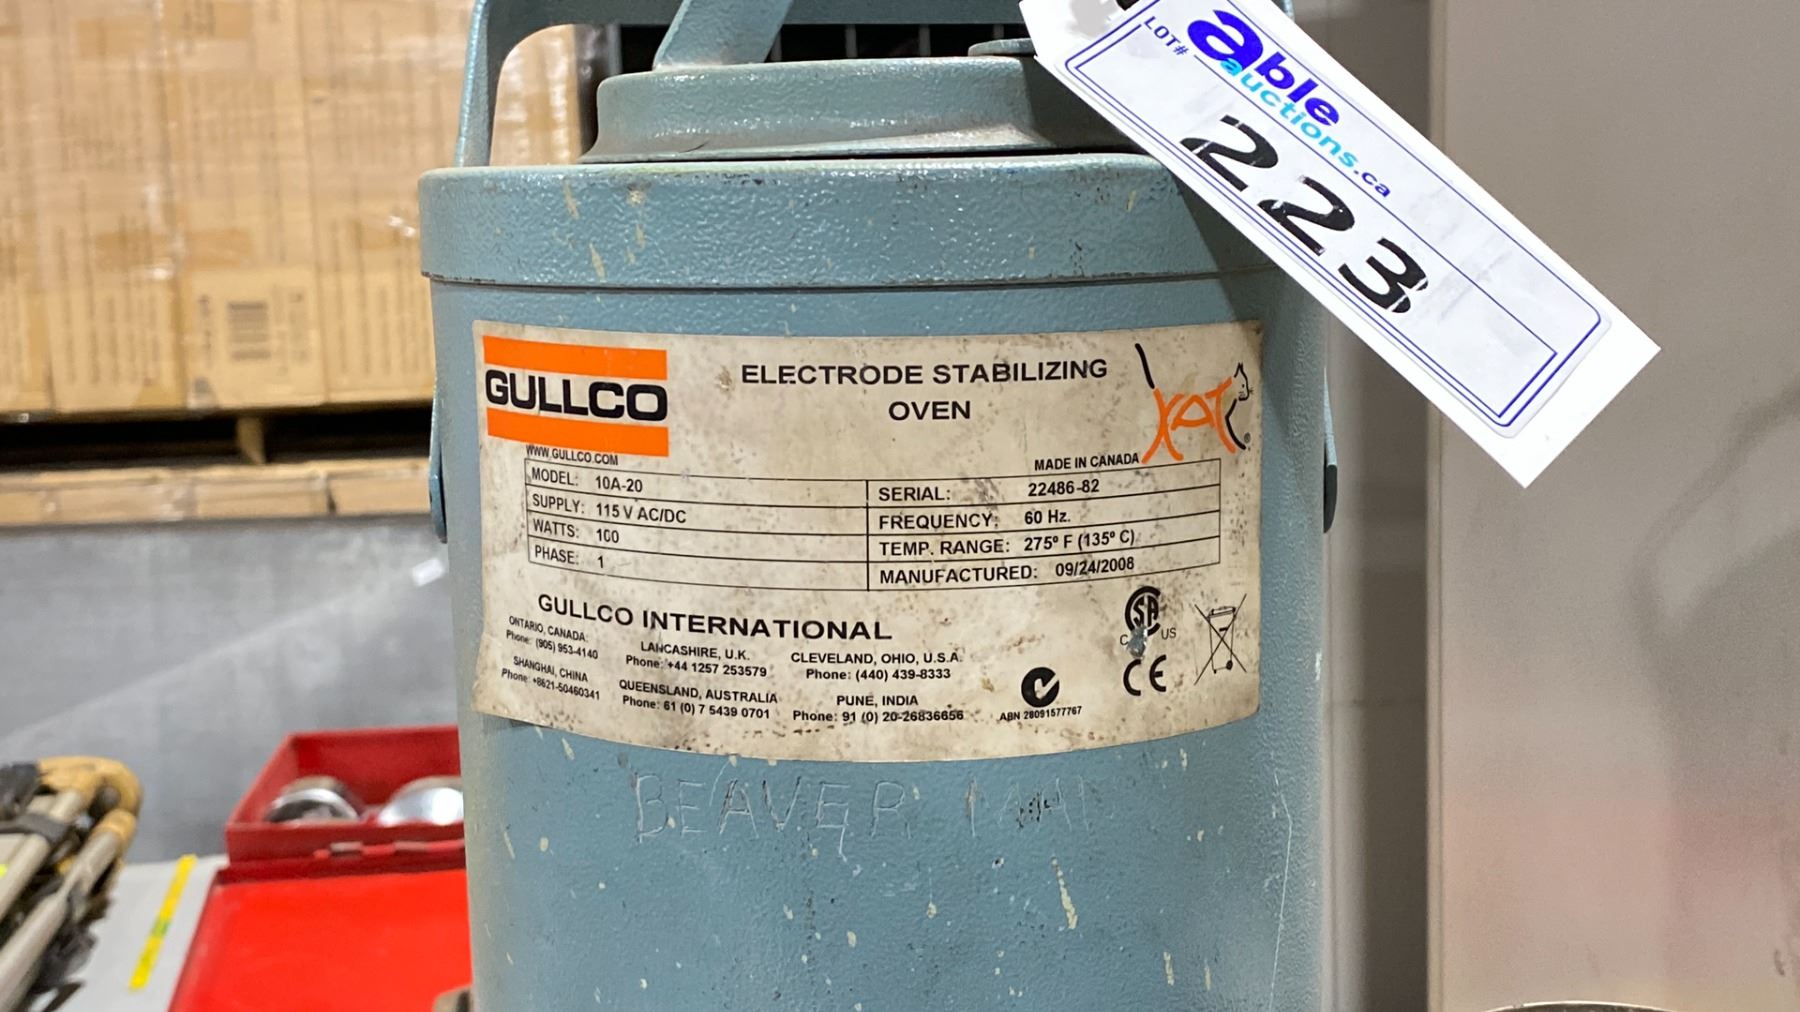 LOT#
able
auctions.ca
223
GULLCO
WWW.GULLCO.COM
ELECTRODE STABILIZING
OVEN
KAT ®
MADE IN CANADA
MODEL: 10A-20
SUPPLY: 115 V AC/DC
WATTS: 100
PHASE: 1
SERIAL: 22486-82
FREQUENCY: 60 Hz.
TEMP. RANGE: 275° F (135° C)
MANUFACTURED: 09/24/2008
GULLCO INTERNATIONAL
ONTARIO, CANADA:
Phone: (905) 953-4140
LANCASHIRE, U.K.
Phone: +44 1257 253579
CLEVELAND, OHIO, U.S.A.
Phone: (440) 439-8333
SHANGHAI, CHINA
Phone: +8621-50460341
QUEENSLAND, AUSTRALIA
Phone: 61 (0) 7 5439 0701
PUNE, INDIA
Phone: 91 (0) 20-26836656
ABN 28091577767
C SA US
CE
BEAVER